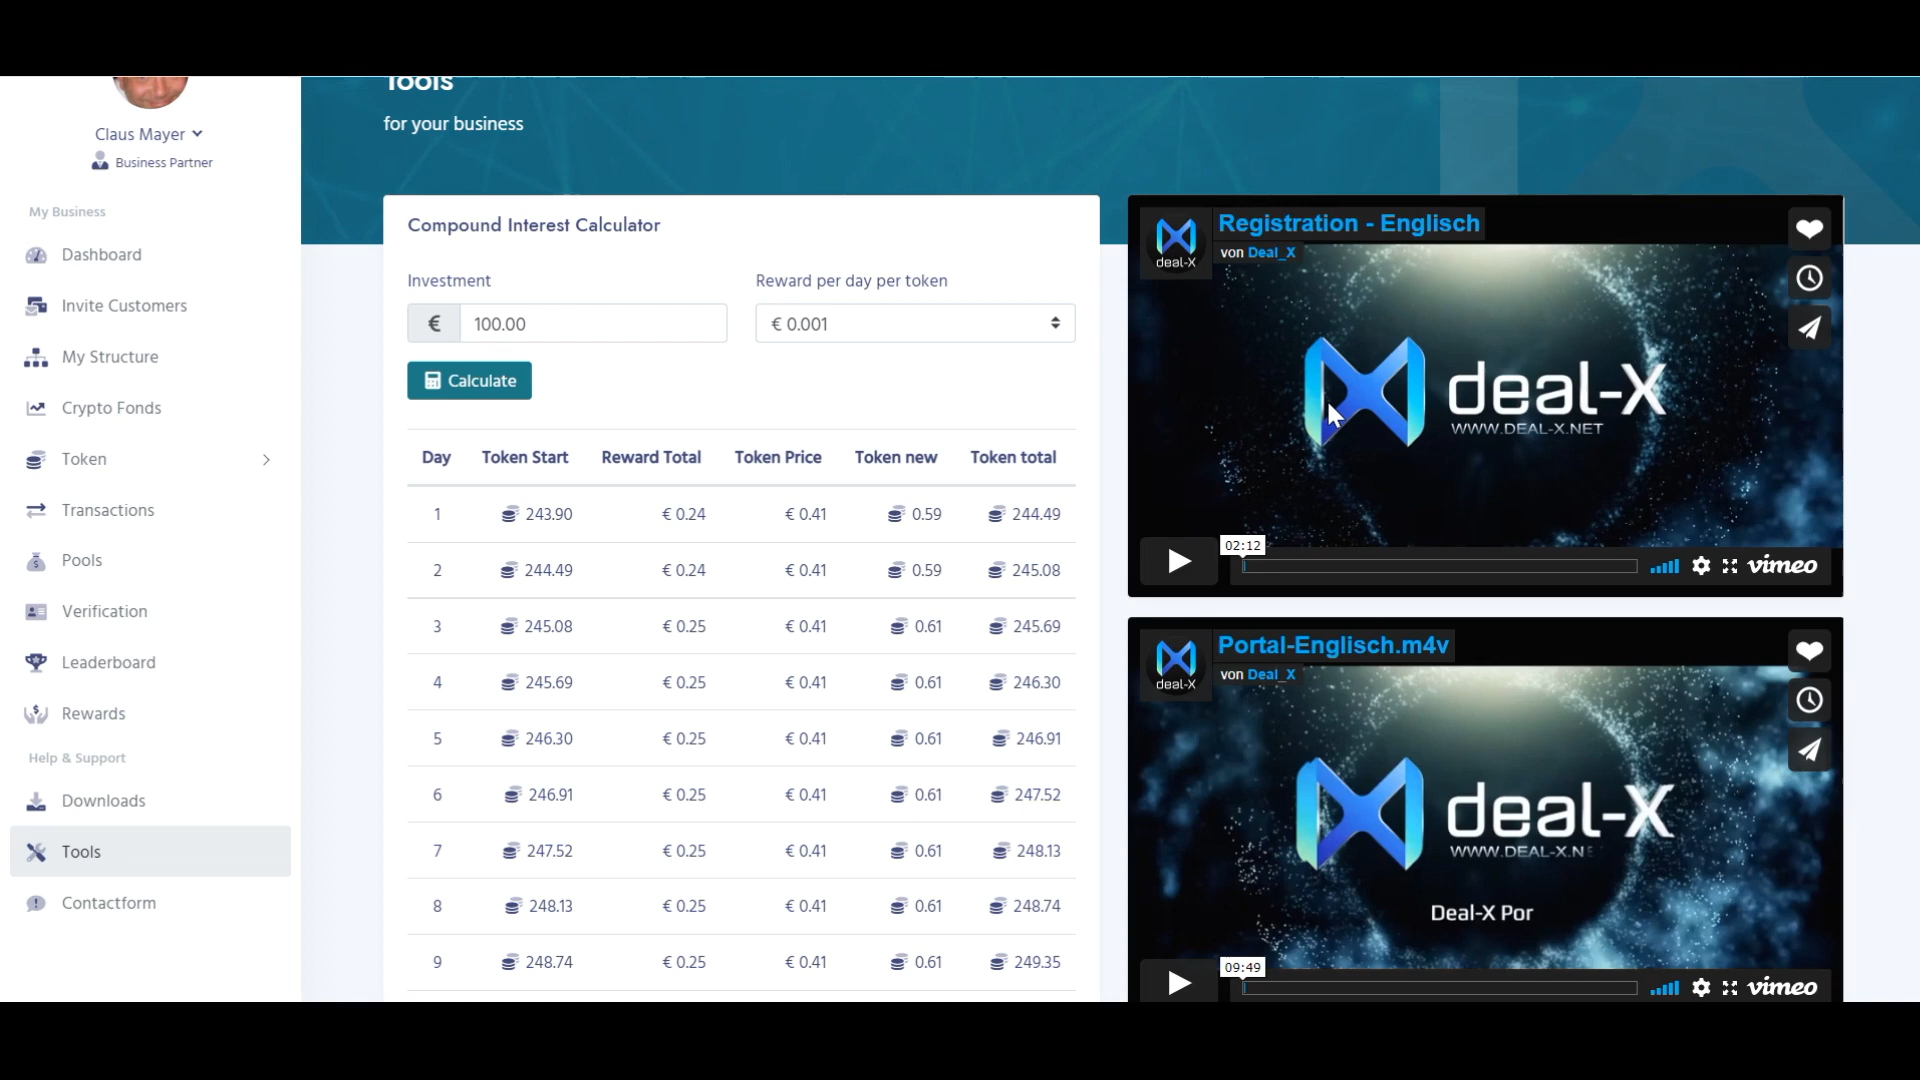 Tools
for your business
Claus Mayer
Business Partner
My Business
Dashboard
Invite Customers
My Structure
Crypto Fonds
Token
Transactions
Pools
Verification
Leaderboard
Rewards
Help & Support
Downloads
Tools
Contactform
Compound Interest Calculator
Investment Reward per day per token
€ 100.00 € 0.001
Calculate
Day Token Start Reward Total Token Price Token new Token total
1 243.90 € 0.24 € 0.41 0.59 244.49
2 244.49 € 0.24 € 0.41 0.59 245.08
3 245.08 € 0.25 € 0.41 0.61 245.69
4 245.69 € 0.25 € 0.41 0.61 246.30
5 246.30 € 0.25 € 0.41 0.61 246.91
6 246.91 € 0.25 € 0.41 0.61 247.52
7 247.52 € 0.25 € 0.41 0.61 248.13
8 248.13 € 0.25 € 0.41 0.61 248.74
9 248.74 € 0.25 € 0.41 0.61 249.35
Registration - Englisch
von Deal_X
deal-X
deal-X
WWW.DEAL-X.NET
02:12
vimeo
Portal-Englisch.m4v
von Deal_X
deal-X
deal-X
WWW.DEAL-X.NE
Deal-X Por
09:49
vimeo